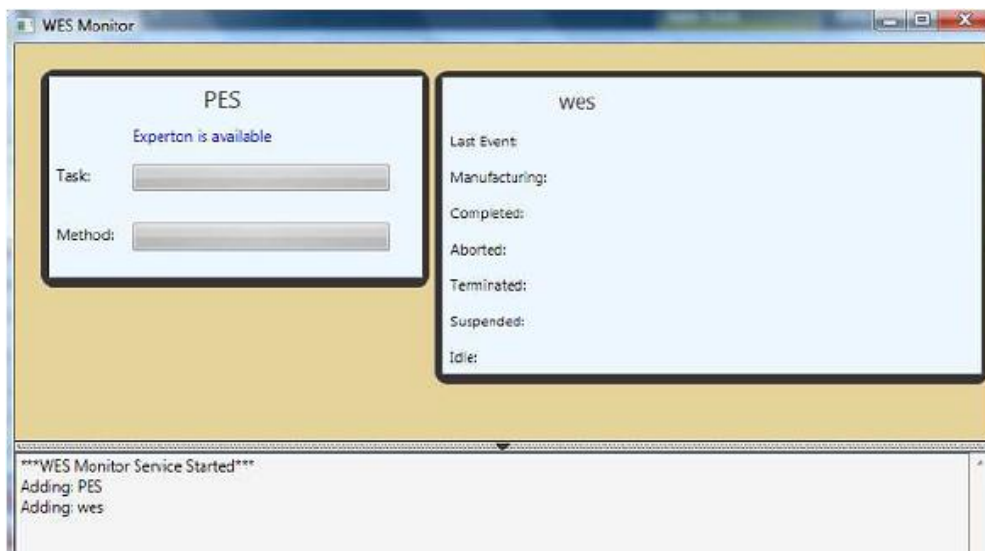 WES Monitor
PES
Experton is available
Task:
Method:
wes
Last Event:
Manufacturing:
Completed:
Aborted:
Terminated:
Suspended:
Idle:
***WES Monitor Service Started***
Adding: PES
Adding: wes